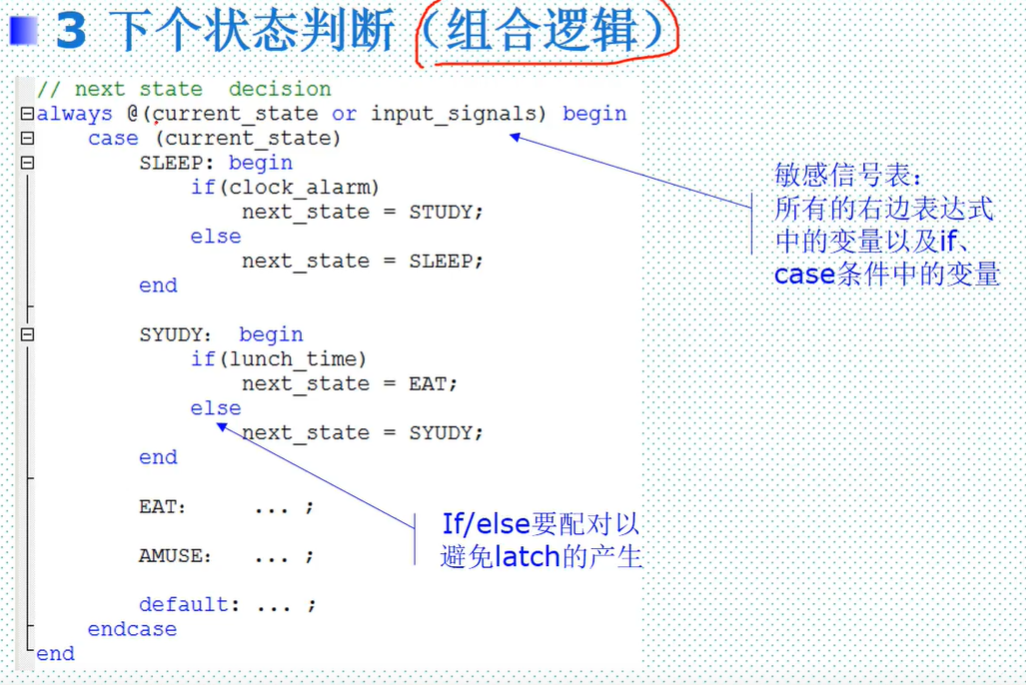 3 下个状态判断（组合逻辑）
// next state  decision
always @(current_state or input_signals) begin
case (current_state)
SLEEP: begin
if(clock_alarm)
next_state = STUDY;
else
next_state = SLEEP;
end
SYUDY:  begin
if(lunch_time)
next_state = EAT;
else
next_state = SYUDY;
end
EAT:     ... ;
AMUSE:   ... ;
default: ... ;
endcase
end
敏感信号表：
所有的右边表达式
中的变量以及if、
case条件中的变量
If/else要配对以
避免latch的产生